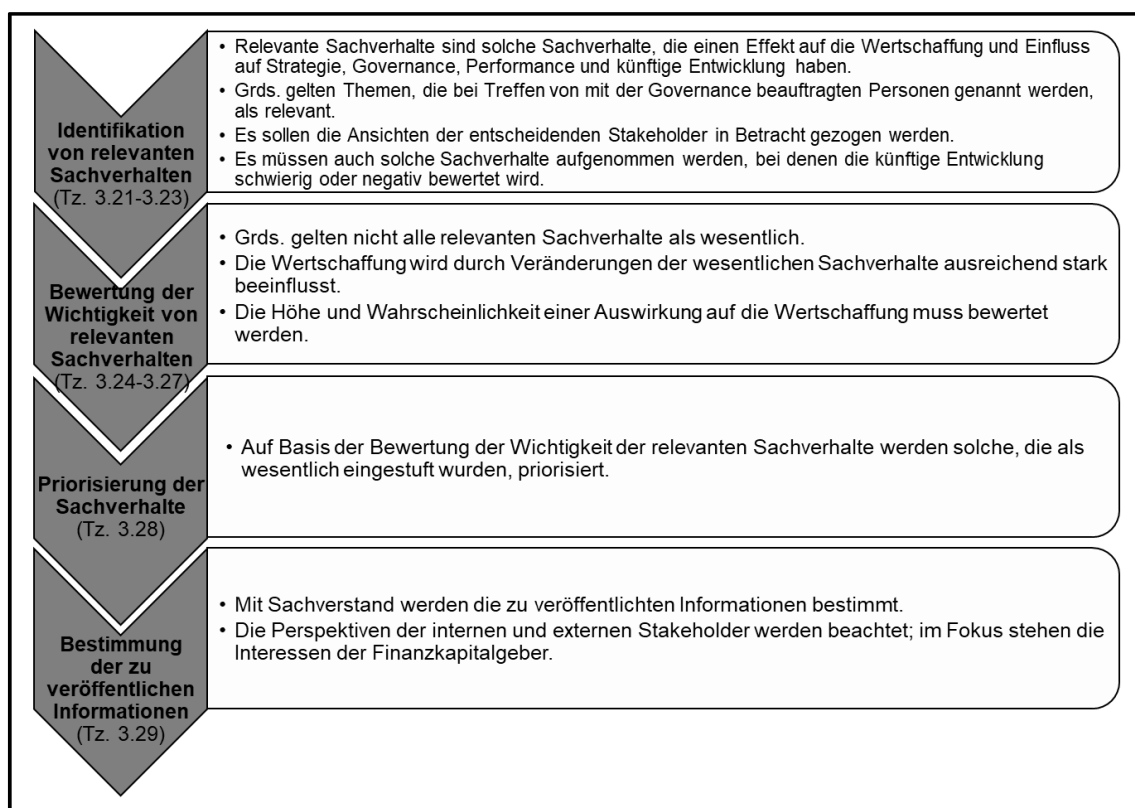 Identifikation
von relevanten
Sachverhalten
(Tz. 3.21-3.23)
• Relevante Sachverhalte sind solche Sachverhalte, die einen Effekt auf die Wertschaffung und Einfluss
auf Strategie, Governance, Performance und künftige Entwicklung haben.
• Grds. gelten Themen, die bei Treffen von mit der Governance beauftragten Personen genannt werden,
als relevant.
• Es sollen die Ansichten der entscheidenden Stakeholder in Betracht gezogen werden.
• Es müssen auch solche Sachverhalte aufgenommen werden, bei denen die künftige Entwicklung
schwierig oder negativ bewertet wird.
Bewertung der
Wichtigkeit von
relevanten
Sachverhalten
(Tz. 3.24-3.27)
• Grds. gelten nicht alle relevanten Sachverhalte als wesentlich.
• Die Wertschaffung wird durch Veränderungen der wesentlichen Sachverhalte ausreichend stark
beeinflusst.
• Die Höhe und Wahrscheinlichkeit einer Auswirkung auf die Wertschaffung muss bewertet
werden.
Priorisierung der
Sachverhalte
(Tz. 3.28)
• Auf Basis der Bewertung der Wichtigkeit der relevanten Sachverhalte werden solche, die als
wesentlich eingestuft wurden, priorisiert.
Bestimmung
der zu
veröffentlichen
Informationen
(Tz. 3.29)
• Mit Sachverstand werden die zu veröffentlichten Informationen bestimmt.
• Die Perspektiven der internen und externen Stakeholder werden beachtet; im Fokus stehen die
Interessen der Finanzkapitalgeber.